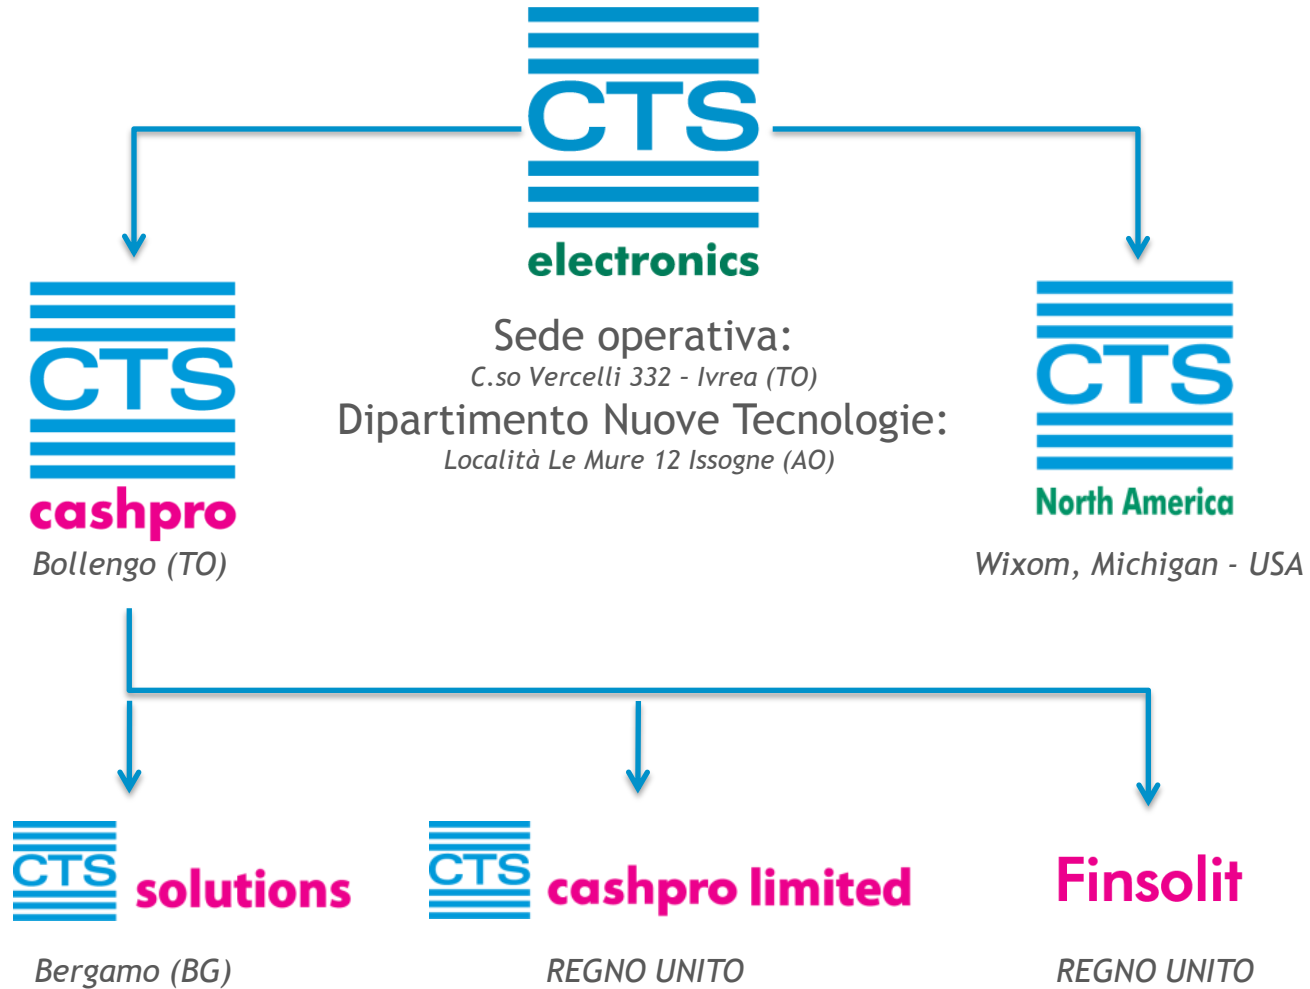 CTS
electronics
Sede operativa:
C.so Vercelli 332 – Ivrea (TO)
Dipartimento Nuove Tecnologie:
Località Le Mure 12 Issogne (AO)
CTS
cashpro
Bollengo (TO)
CTS
North America
Wixom, Michigan - USA
CTS solutions
Bergamo (BG)
CTS cashpro limited
REGNO UNITO
Finsolit
REGNO UNITO